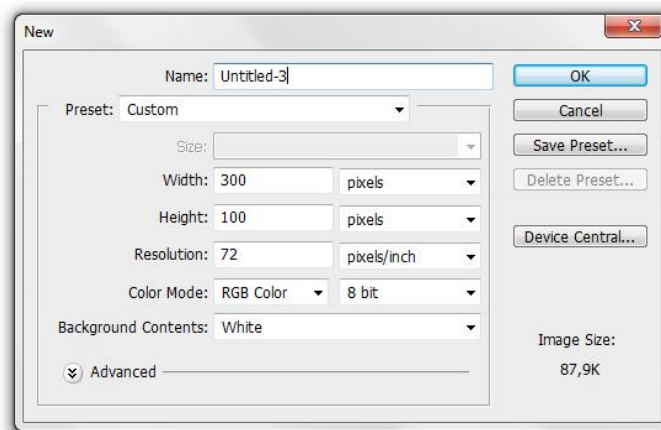 New
Name: Untitled-3
OK
Preset: Custom
Cancel
Size:
Save Preset...
Width: 300 pixels
Delete Preset...
Height: 100 pixels
Device Central...
Resolution: 72 pixels/inch
Color Mode: RGB Color 8 bit
Background Contents: White
Image Size:
87,9K
Advanced